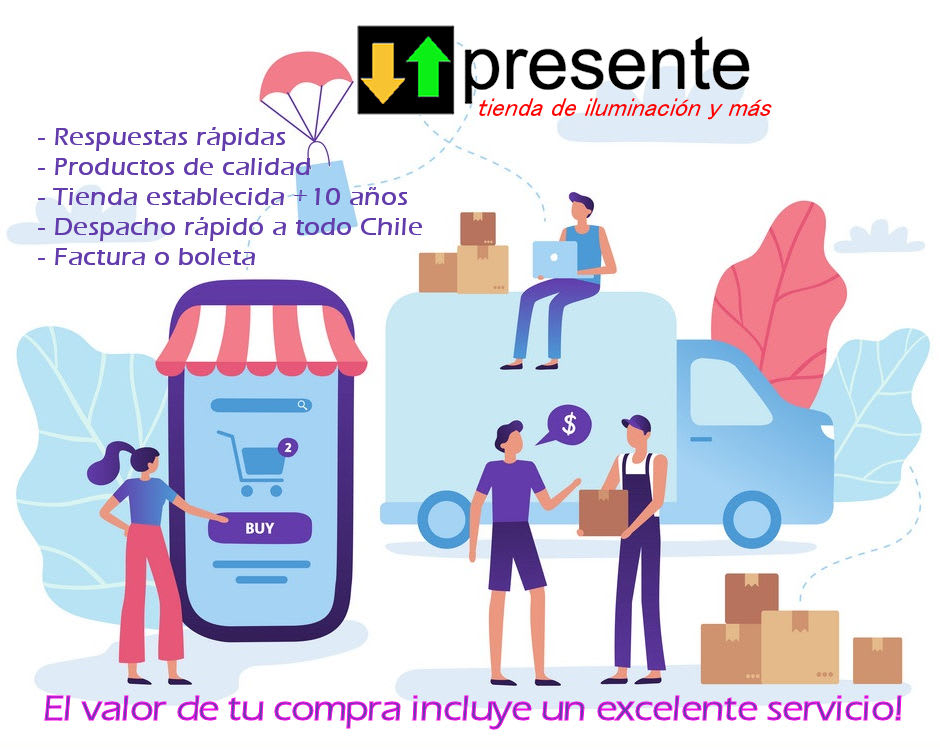 presente
tienda de iluminación y más
- Respuestas rápidas
- Productos de calidad
- Tienda establecida +10 años
- Despacho rápido a todo Chile
- Factura o boleta
2
BUY
$
El valor de tu compra incluye un excelente servicio!